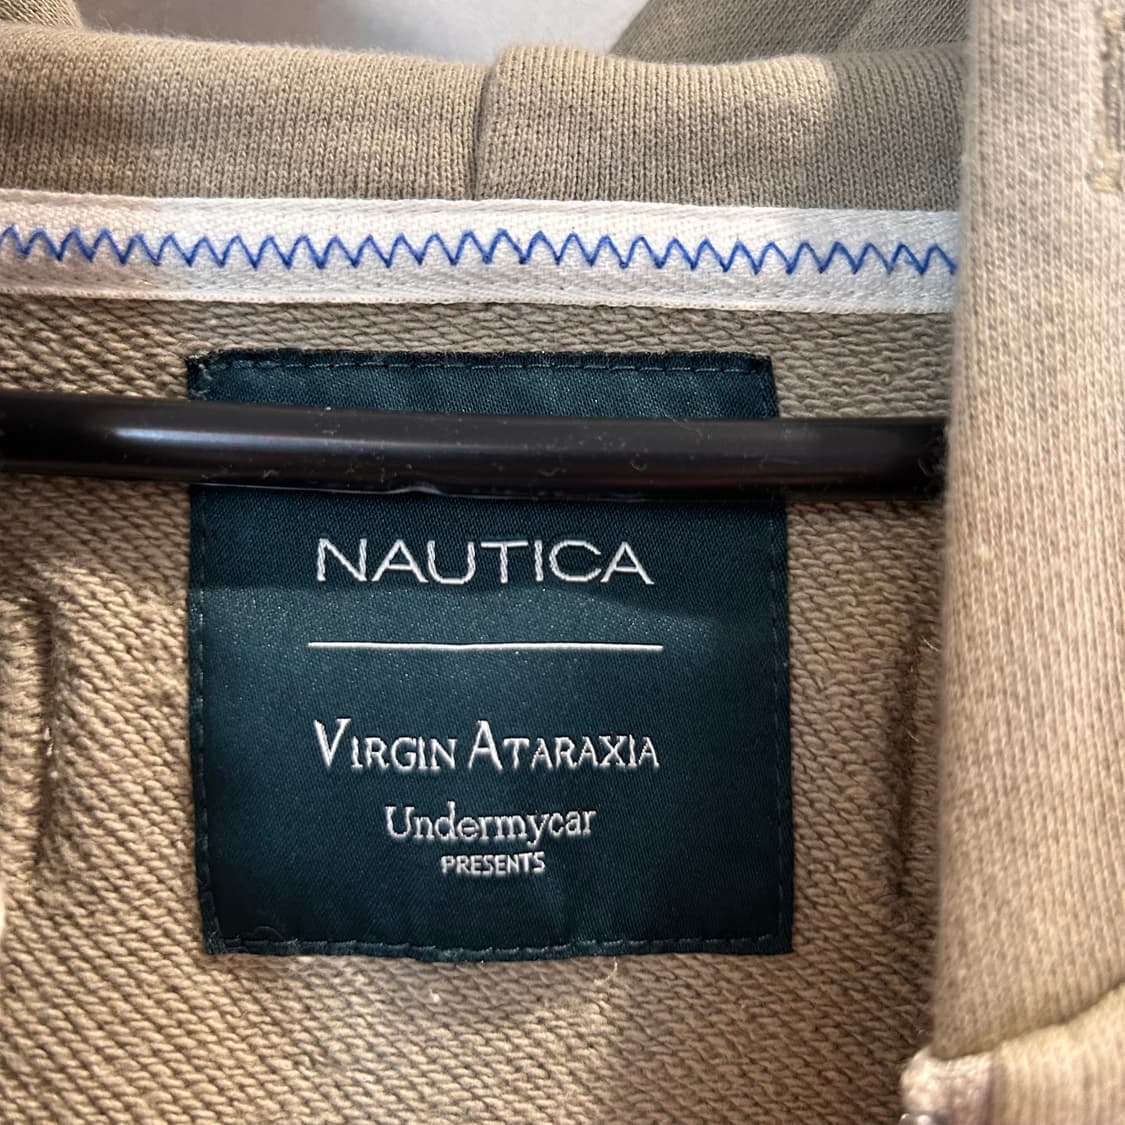 NAUTICA
VIRGIN ATARAXIA
Undermycar
PRESENTS